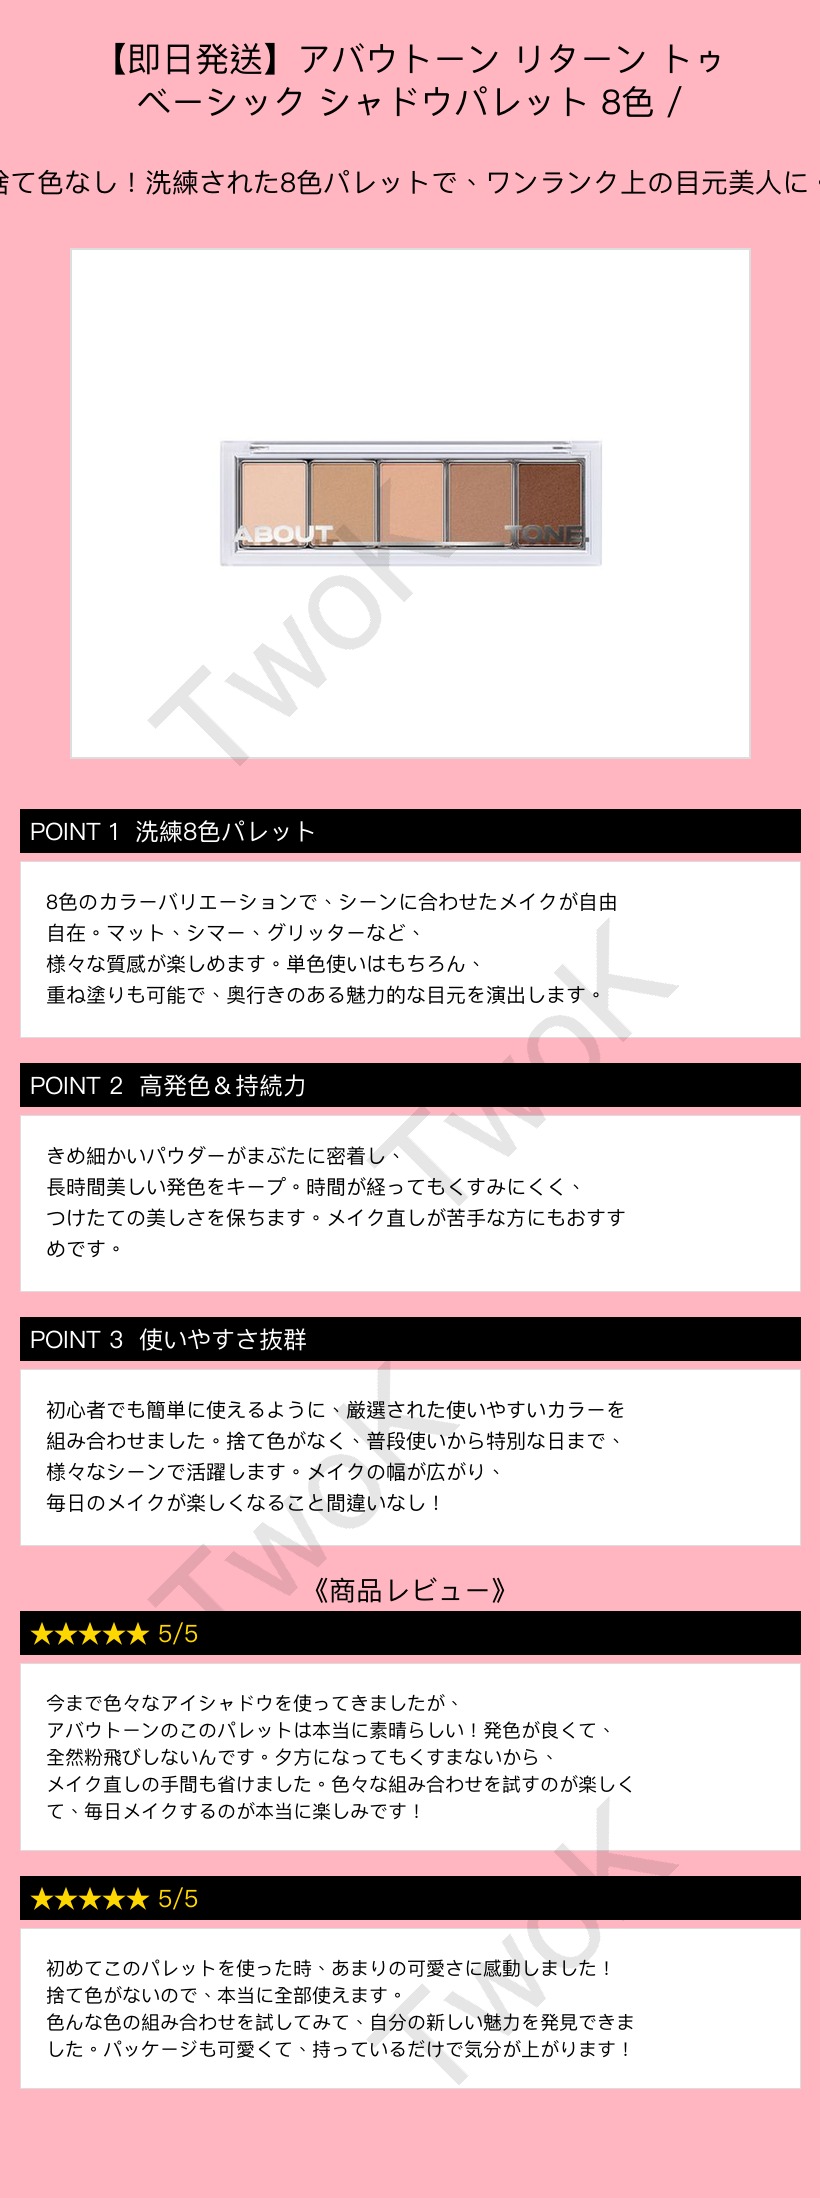 【即日発送】アバウトーン リターン トゥ
ベーシック シャドウパレット 8色 /
捨て色なし！洗練された8色パレットで、ワンランク上の目元美人に。
ABOUT TONE.
TwoK
POINT 1 洗練8色パレット
8色のカラーバリエーションで、シーンに合わせたメイクが自由
自在。マット、シマー、グリッターなど、
様々な質感が楽しめます。単色使いはもちろん、
重ね塗りも可能で、奥行きのある魅力的な目元を演出します。
TwoK
POINT 2 高発色＆持続力
きめ細かいパウダーがまぶたに密着し、
長時間美しい発色をキープ。時間が経ってもくすみにくく、
つけたての美しさを保ちます。メイク直しが苦手な方にもおすす
めです。
POINT 3 使いやすさ抜群
初心者でも簡単に使えるように、厳選された使いやすいカラーを
組み合わせました。捨て色がなく、普段使いから特別な日まで、
様々なシーンで活躍します。メイクの幅が広がり、
毎日のメイクが楽しくなること間違いなし！
TwoK
《商品レビュー》
★★★★★ 5/5
今まで色々なアイシャドウを使ってきましたが、
アバウトーンのこのパレットは本当に素晴らしい！発色が良くて、
全然粉飛びしないんです。夕方になってもくすまないから、
メイク直しの手間も省けました。色々な組み合わせを試すのが楽しく
て、毎日メイクするのが本当に楽しみです！
★★★★★ 5/5
初めてこのパレットを使った時、あまりの可愛さに感動しました！
捨て色がないので、本当に全部使えます。
色んな色の組み合わせを試してみて、自分の新しい魅力を発見できま
した。パッケージも可愛くて、持っているだけで気分が上がります！
TwoK